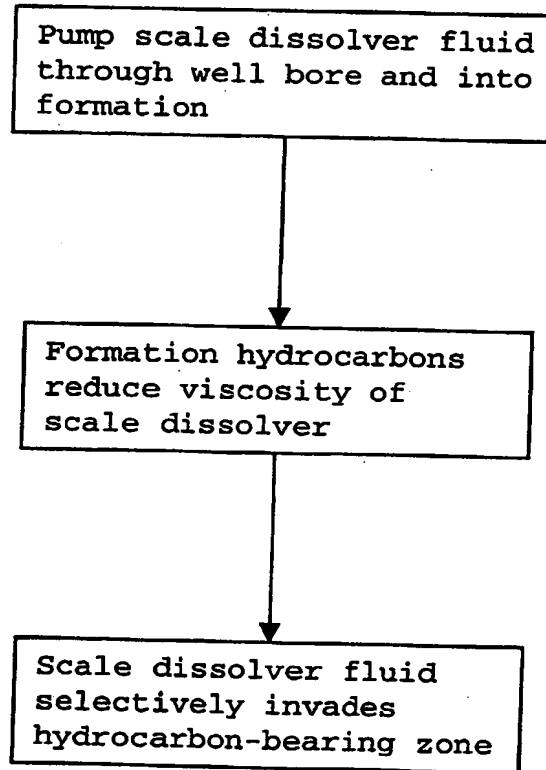 Pump scale dissolver fluid
through well bore and into
formation
Formation hydrocarbons
reduce viscosity of
scale dissolver
Scale dissolver fluid
selectively invades
hydrocarbon-bearing zone